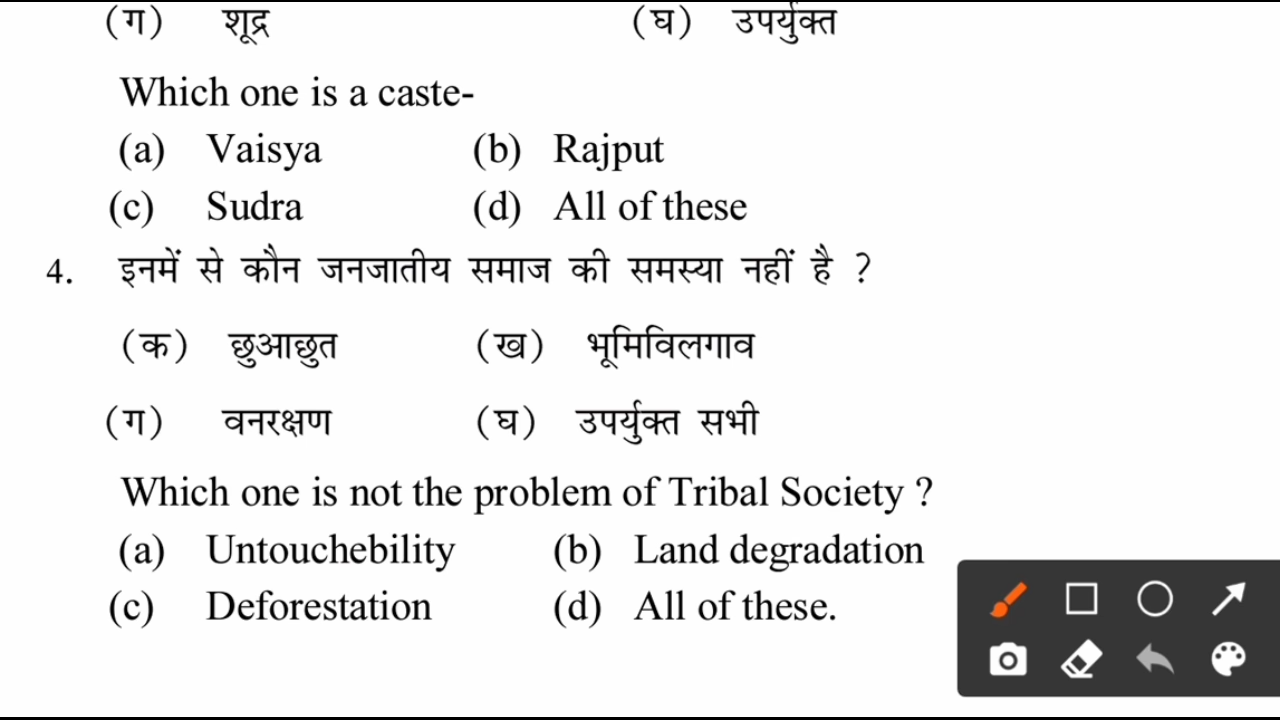 (ग) शूद्र (घ) उपर्युक्त
Which one is a caste-
(a) Vaisya (b) Rajput
(c) Sudra (d) All of these
4. इनमें से कौन जनजातीय समाज की समस्या नहीं है ?
(क) छुआछुत (ख) भूमिविलगाव
(ग) वनरक्षण (घ) उपर्युक्त सभी
Which one is not the problem of Tribal Society ?
(a) Untouchebility (b) Land degradation
(c) Deforestation (d) All of these.